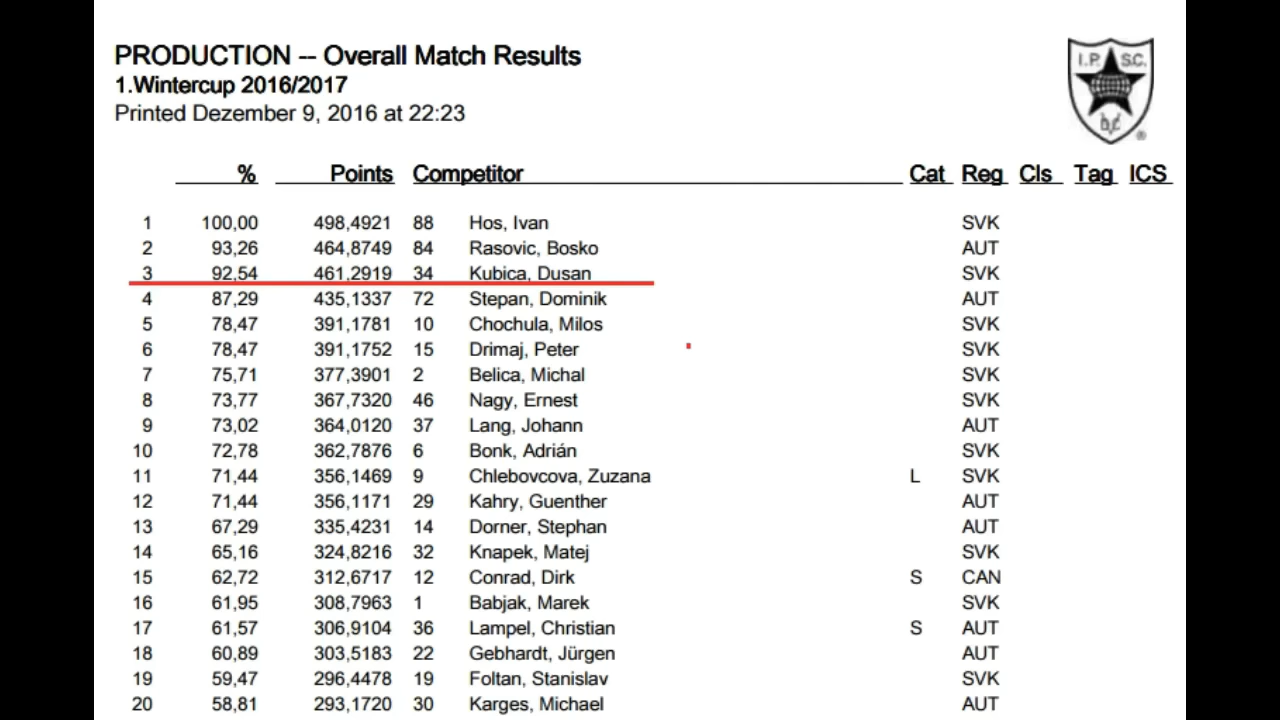 PRODUCTION -- Overall Match Results
1.Wintercup 2016/2017
Printed Dezember 9, 2016 at 22:23
I.P. S.C.
DVC
®
% Points Competitor Cat Reg Cls Tag ICS
1 100,00 498,4921 88 Hos, Ivan SVK
2 93,26 464,8749 84 Rasovic, Bosko AUT
3 92,54 461,2919 34 Kubica, Dusan SVK
4 87,29 435,1337 72 Stepan, Dominik AUT
5 78,47 391,1781 10 Chochula, Milos SVK
6 78,47 391,1752 15 Drimaj, Peter SVK
7 75,71 377,3901 2 Belica, Michal SVK
8 73,77 367,7320 46 Nagy, Ernest SVK
9 73,02 364,0120 37 Lang, Johann AUT
10 72,78 362,7876 6 Bonk, Adrián SVK
11 71,44 356,1469 9 Chlebovcova, Zuzana L SVK
12 71,44 356,1171 29 Kahry, Guenther AUT
13 67,29 335,4231 14 Dorner, Stephan AUT
14 65,16 324,8216 32 Knapek, Matej SVK
15 62,72 312,6717 12 Conrad, Dirk S CAN
16 61,95 308,7963 1 Babjak, Marek SVK
17 61,57 306,9104 36 Lampel, Christian S AUT
18 60,89 303,5183 22 Gebhardt, Jürgen AUT
19 59,47 296,4478 19 Foltan, Stanislav SVK
20 58,81 293,1720 30 Karges, Michael AUT